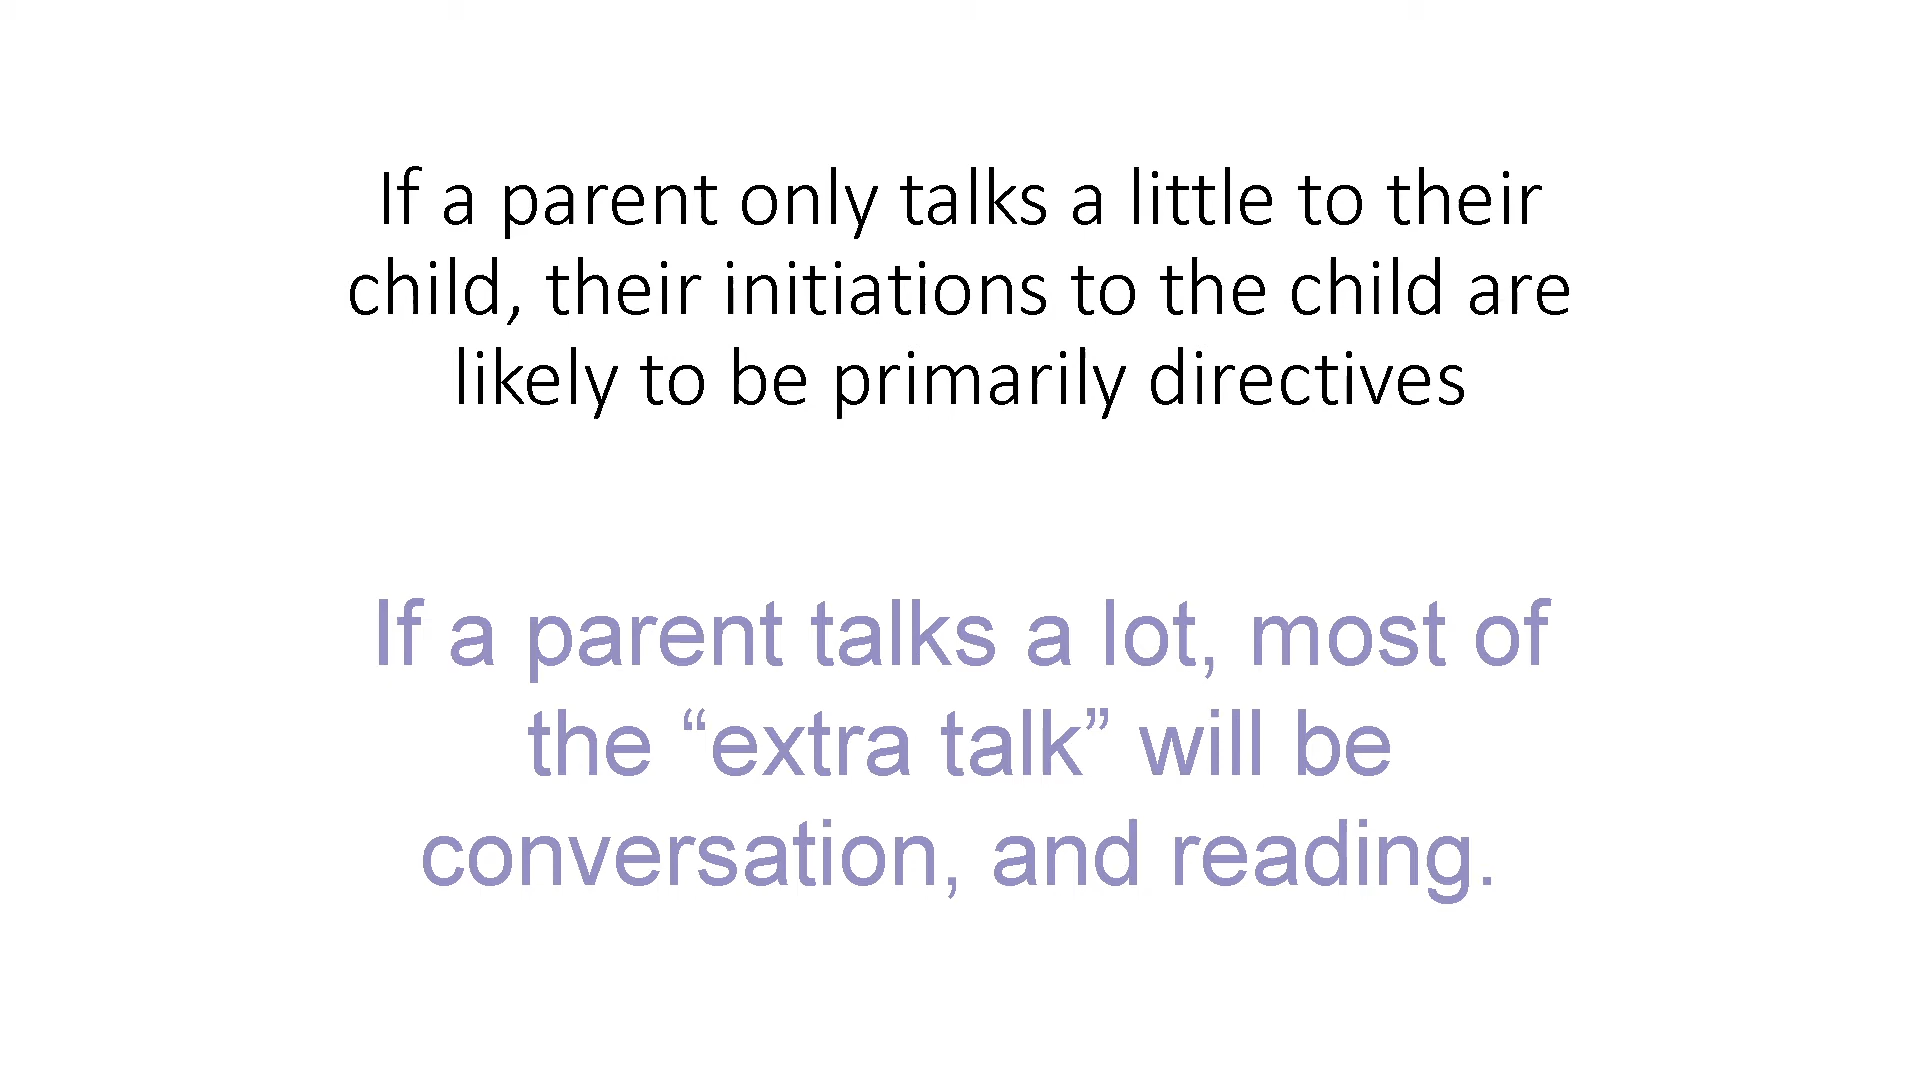 If a parent only talks a little to their
child, their initiations to the child are
likely to be primarily directives
If a parent talks a lot, most of
the “extra talk” will be
conversation, and reading.